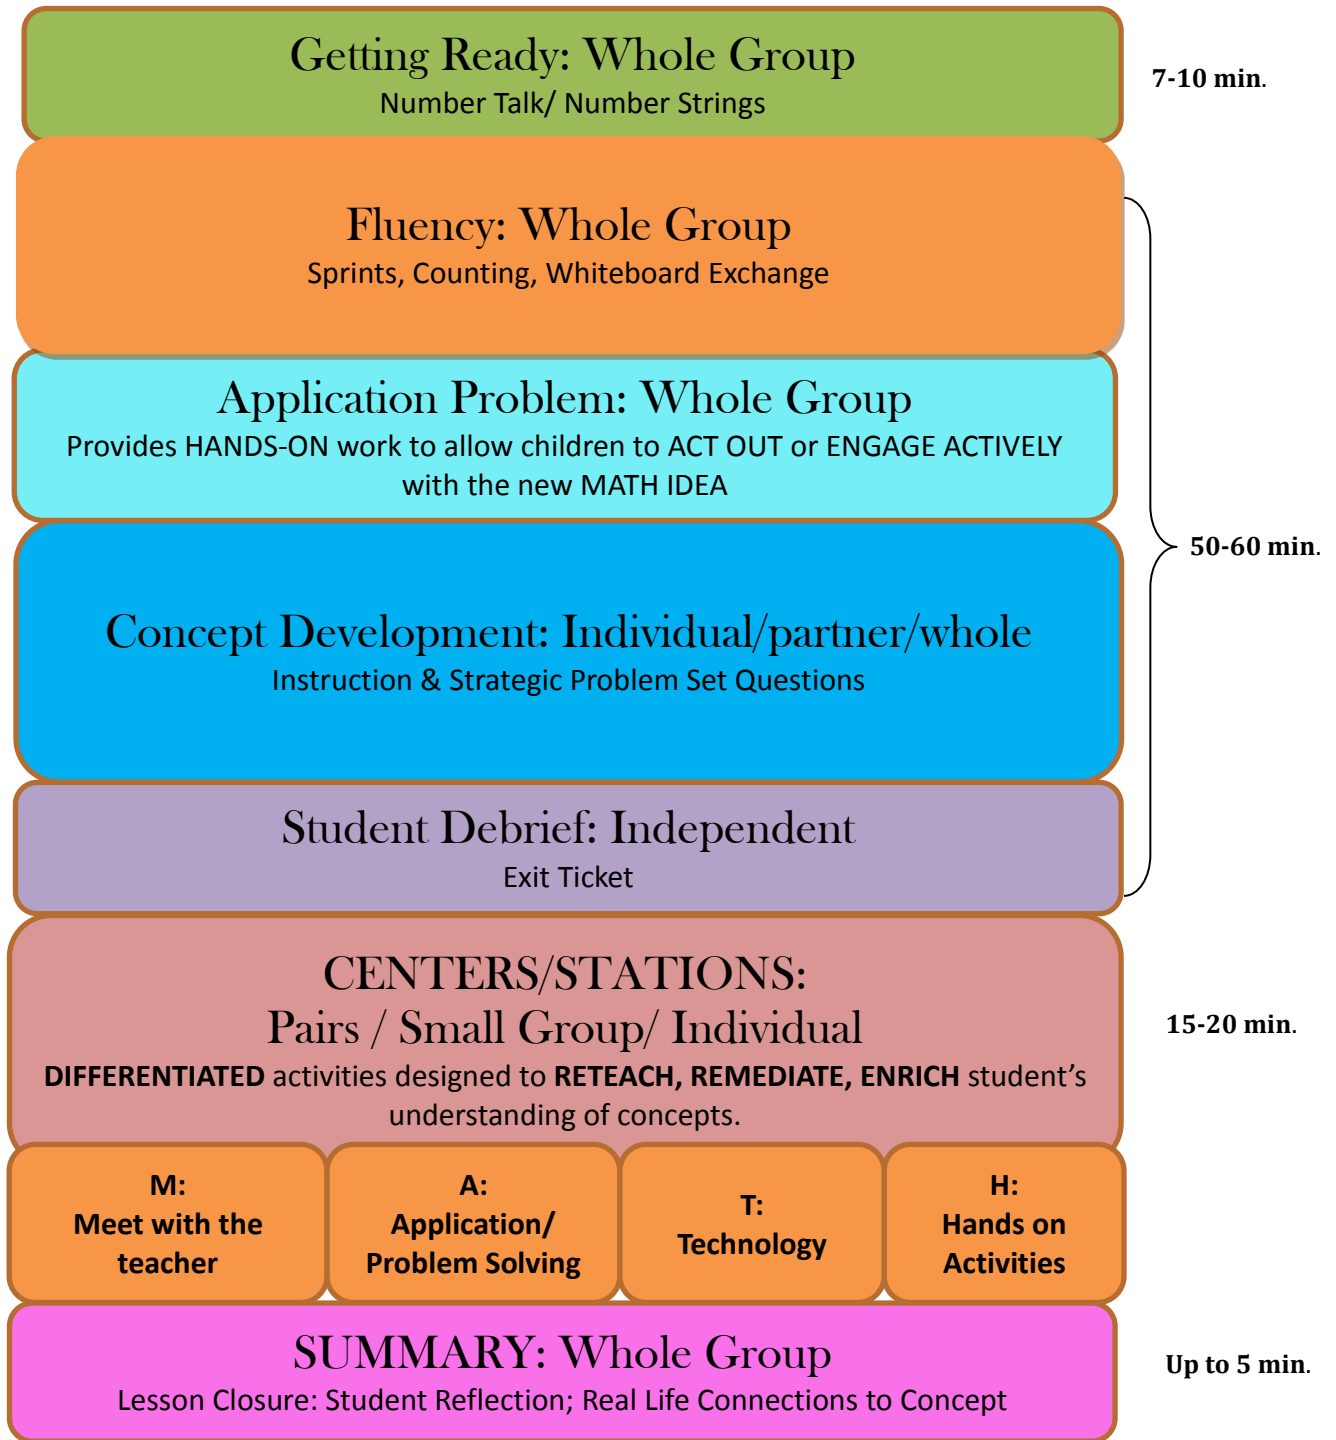 Getting Ready: Whole Group
Number Talk/ Number Strings
7-10 min.
Fluency: Whole Group
Sprints, Counting, Whiteboard Exchange
Application Problem: Whole Group
Provides HANDS-ON work to allow children to ACT OUT or ENGAGE ACTIVELY
with the new MATH IDEA
50-60 min.
Concept Development: Individual/partner/whole
Instruction & Strategic Problem Set Questions
Student Debrief: Independent
Exit Ticket
CENTERS/STATIONS:
Pairs / Small Group/ Individual
15-20 min.
DIFFERENTIATED activities designed to RETEACH, REMEDIATE, ENRICH student’s
understanding of concepts.
M:
Meet with the
teacher
A:
Application/
Problem Solving
T:
Technology
H:
Hands on
Activities
SUMMARY: Whole Group
Lesson Closure: Student Reflection; Real Life Connections to Concept
Up to 5 min.